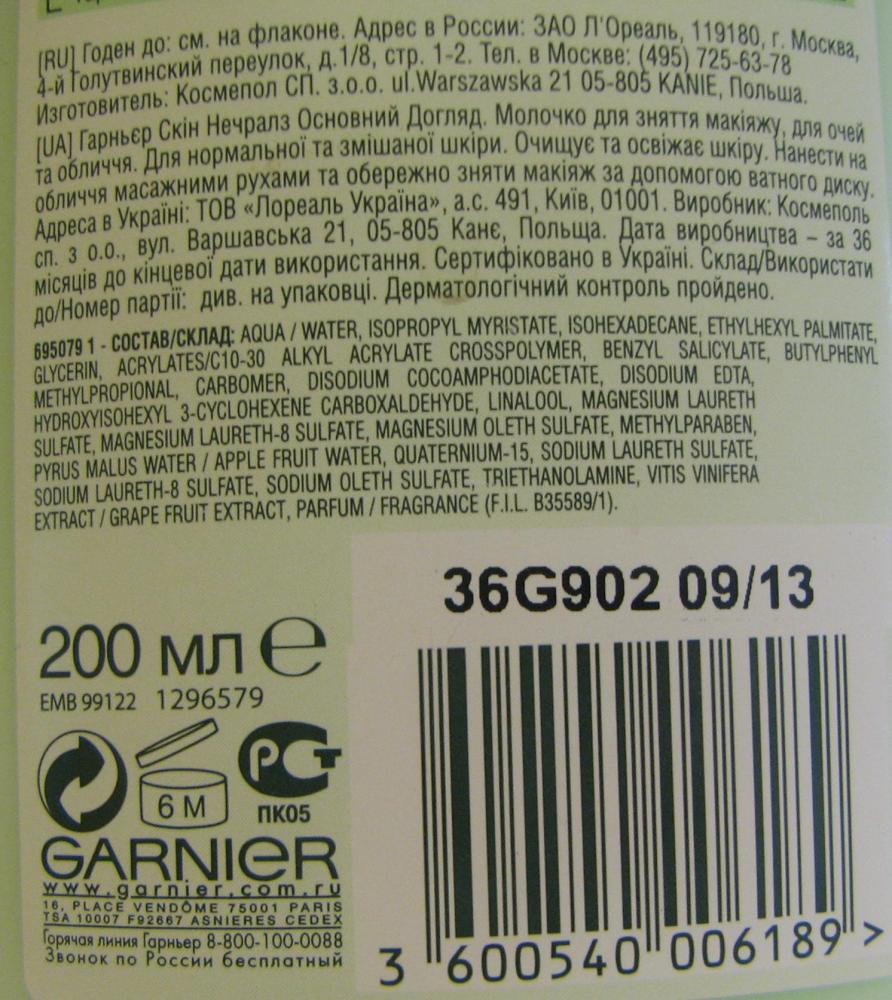 [RU] Годен до: см. на флаконе. Адрес в России: ЗАО Л'Ореаль, 119180, г. Москва,
4-й Голутвинский переулок, д.1/8, стр. 1-2. Тел. в Москве: (495) 725-63-78
Изготовитель: Космепол СП. з.о.о. ul.Warszawska 21 05-805 KANIE, Польша.
[UA] Гарньєр Скін Нечралз Основний Догляд. Молочко для зняття макіяжу, для очей
та обличчя. Для нормальної та змішаної шкіри. Очищує та освіжає шкіру. Нанести на
обличчя масажними рухами та обережно зняти макіяж за допомогою ватного диску.
Адреса в Україні: ТОВ «Лореаль Україна», а.с. 491, Київ, 01001. Виробник: Космеполь
сп. з о.о., вул. Варшавська 21, 05-805 Канє, Польща. Дата виробництва – за 36
місяців до кінцевої дати використання. Сертифіковано в Україні. Склад/Використати
до/Номер партії: див. на упаковці. Дерматологічний контроль пройдено.
695079 1 - СОСТАВ/СКЛАД: AQUA / WATER, ISOPROPYL MYRISTATE, ISOHEXADECANE, ETHYLHEXYL PALMITATE,
GLYCERIN, ACRYLATES/C10-30 ALKYL ACRYLATE CROSSPOLYMER, BENZYL SALICYLATE, BUTYLPHENYL
METHYLPROPIONAL, CARBOMER, DISODIUM COCOAMPHODIACETATE, DISODIUM EDTA,
HYDROXYISOHEXYL 3-CYCLOHEXENE CARBOXALDEHYDE, LINALOOL, MAGNESIUM LAURETH
SULFATE, MAGNESIUM LAURETH-8 SULFATE, MAGNESIUM OLETH SULFATE, METHYLPARABEN,
PYRUS MALUS WATER / APPLE FRUIT WATER, QUATERNIUM-15, SODIUM LAURETH SULFATE,
SODIUM LAURETH-8 SULFATE, SODIUM OLETH SULFATE, TRIETHANOLAMINE, VITIS VINIFERA
EXTRACT / GRAPE FRUIT EXTRACT, PARFUM / FRAGRANCE (F.I.L. B35589/1).
36G902 09/13
200 мл e
EMB 99122 1296579
6 M
РСТ
ПК05
GARNIER
www.garnier.com.ru
16, PLACE VENDÔME 75001 PARIS
TSA 10007 F92667 ASNIERES CEDEX
Горячая линия Гарньер 8-800-100-0088
Звонок по России бесплатный
3 600540 006189 >